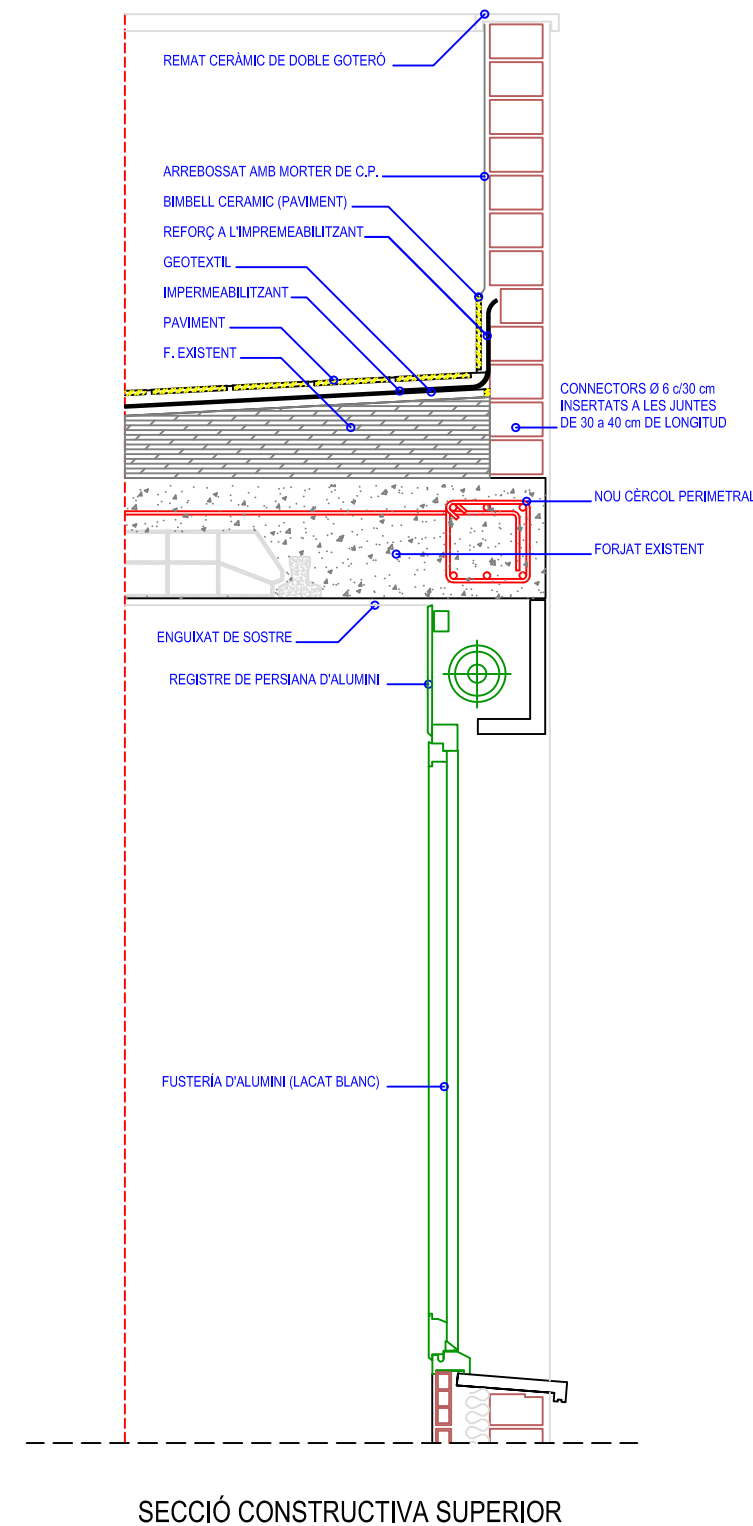 REMAT CERÀMIC DE DOBLE GOTERÓ
ARREBOSSAT AMB MORTER DE C.P.
BIMBELL CERAMIC (PAVIMENT)
REFORÇ A L'IMPREMEABILITZANT
GEOTEXTIL
IMPERMEABILITZANT
PAVIMENT
F. EXISTENT
CONNECTORS Ø 6 c/30 cm
INSERTATS A LES JUNTES
DE 30 a 40 cm DE LONGITUD
NOU CÈRCOL PERIMETRAL
FORJAT EXISTENT
ENGUIXAT DE SOSTRE
REGISTRE DE PERSIANA D'ALUMINI
FUSTERÍA D'ALUMINI (LACAT BLANC)
SECCIÓ CONSTRUCTIVA SUPERIOR